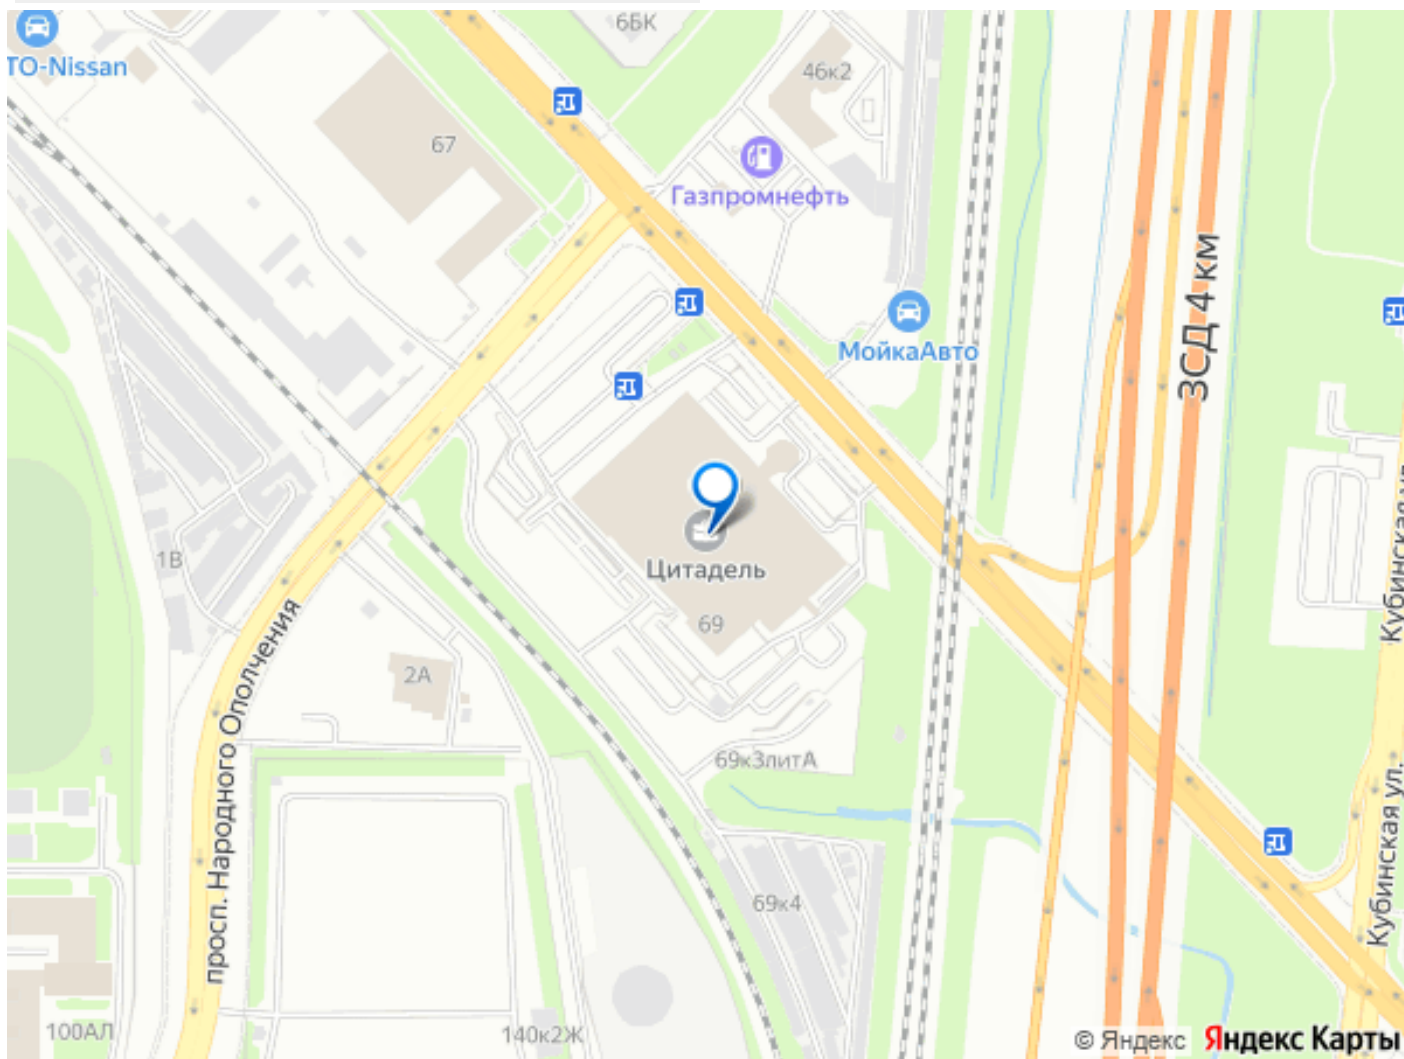 6БК
ТО-Nissan
46к2
67
Газпромнефть
ЗСД 4 км
МойкаАвто
Цитадель
69
1В
2А
просп. Народного Ополчения
69к3литА
69к4
Кубинская ул.
Кубинская ул.
100АЛ
140к2Ж
© Яндекс Яндекс Карты